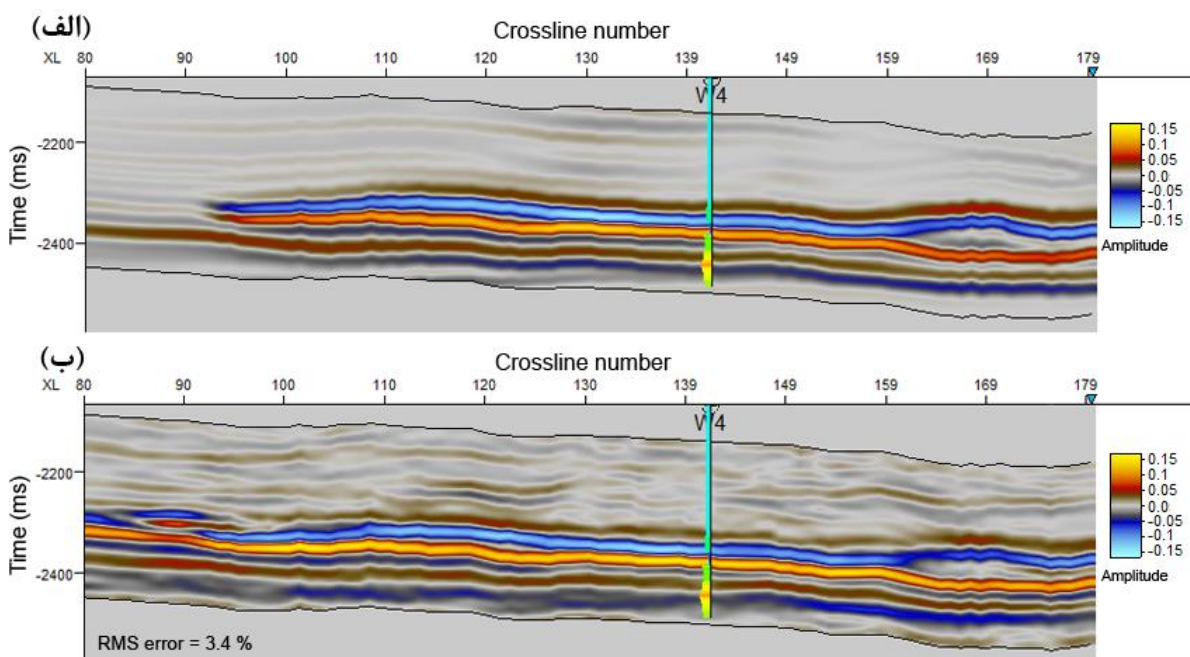 (الف)
Crossline number
XL 80 90 100 110 120 130 139 149 159 169 179
W4
Time (ms)
-2200
-2400
0.15
0.1
0.05
0.0
-0.05
-0.1
-0.15
Amplitude
(ب)
Crossline number
XL 80 90 100 110 120 130 139 149 159 169 179
W4
Time (ms)
-2200
-2400
0.15
0.1
0.05
0.0
-0.05
-0.1
-0.15
Amplitude
RMS error = 3.4 %